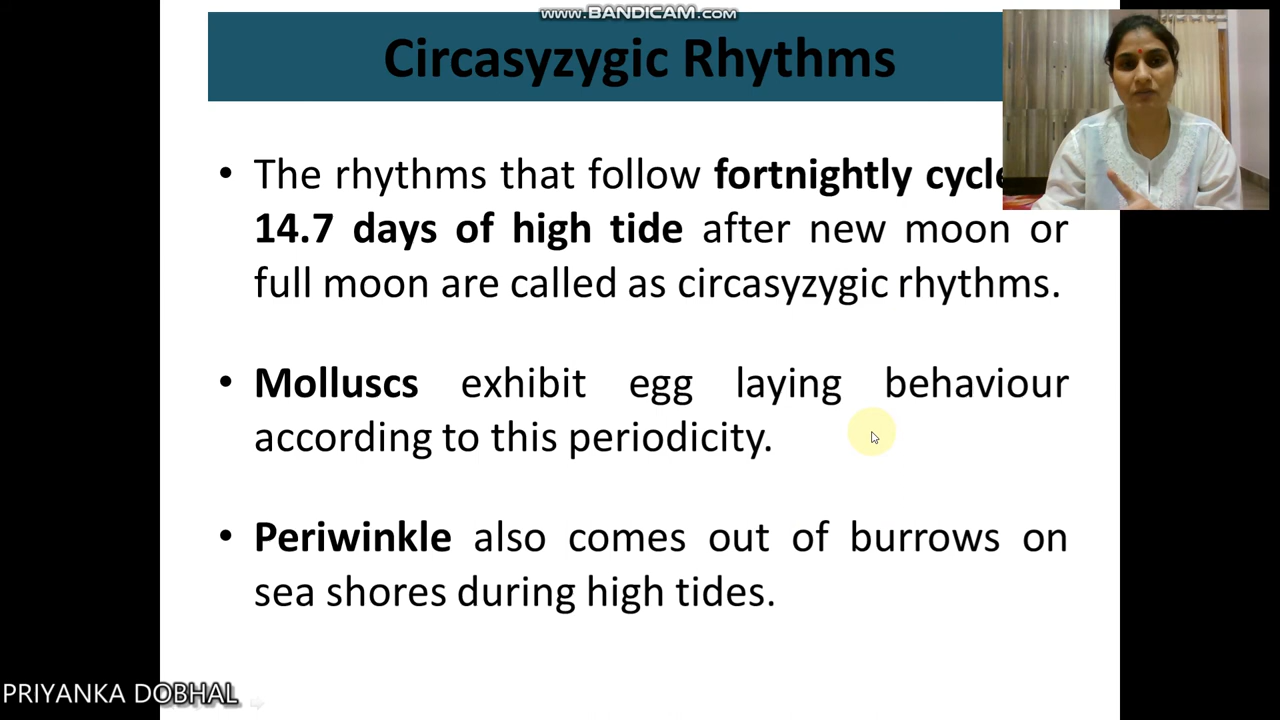 www.BANDICAM.com
Circasyzygic Rhythms
• The rhythms that follow fortnightly
14.7 days of high tide after new moon or
full moon are called as circasyzygic rhythms.
• Molluscs exhibit egg laying behaviour
according to this periodicity.
• Periwinkle also comes out of burrows on
sea shores during high tides.
PRIYANKA DOBHAL